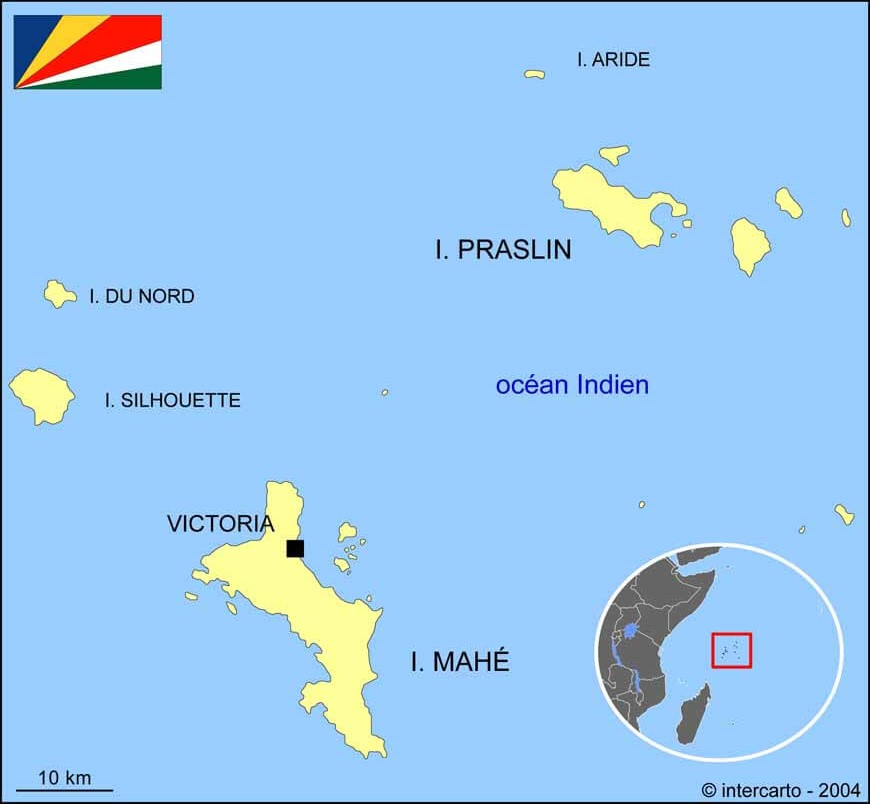 I. ARIDE
I. PRASLIN
I. DU NORD
océan Indien
I. SILHOUETTE
VICTORIA
I. MAHÉ
10 km
© intercarto - 2004